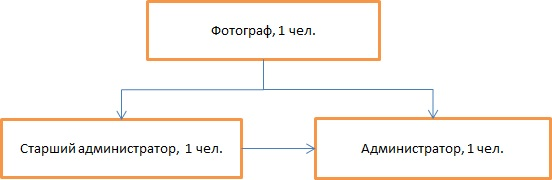 Фотограф, 1 чел.
Старший администратор,  1 чел.
Администратор, 1 чел.